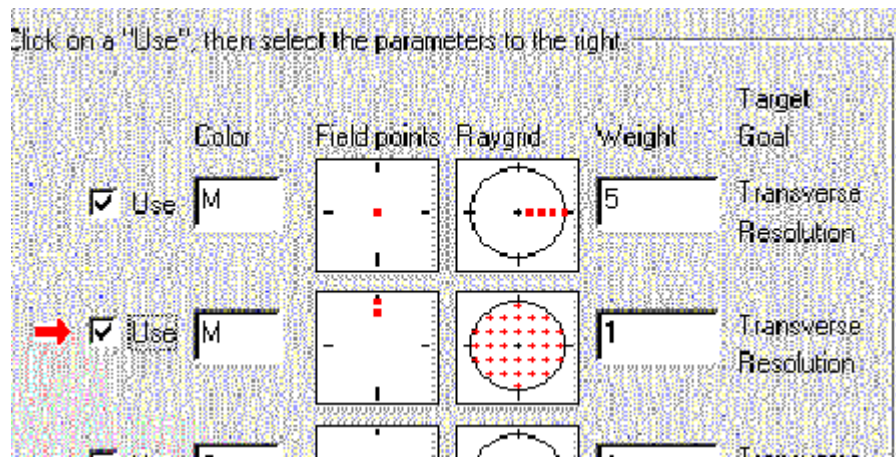 Click on a "Use", then select the parameters to the right.
Target
Color Field points Raygrid Weight Goal
Use M 5 Transverse
Resolution
Use M 1 Transverse
Resolution